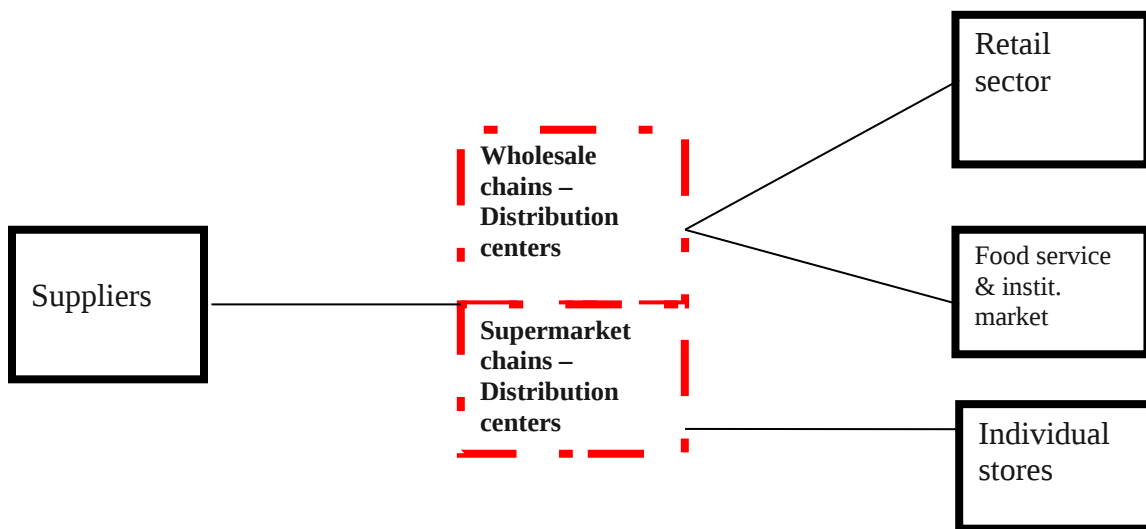 Suppliers
Wholesale
chains –
Distribution
centers
Supermarket
chains –
Distribution
centers
Retail
sector
Food service
& instit.
market
Individual
stores